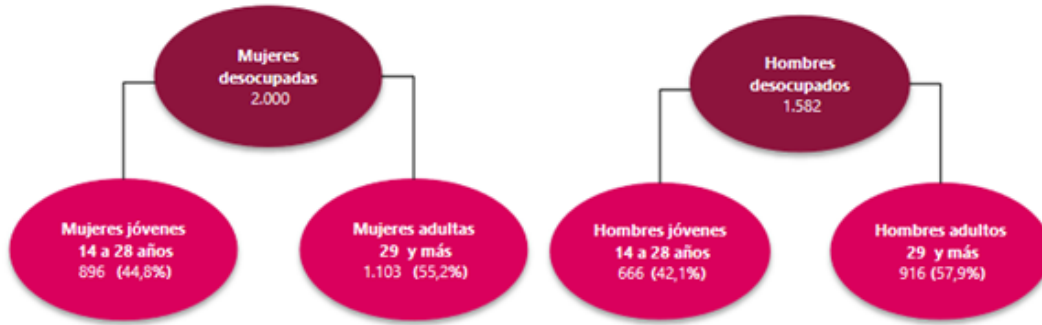 Mujeres
desocupadas
2.000
Hombres
desocupados
1.582
Mujeres jóvenes
14 a 28 años
896 (44,8%)
Mujeres adultas
29 y más
1.103 (55,2%)
Hombres jóvenes
14 a 28 años
666 (42,1%)
Hombres adultos
29 y más
916 (57,9%)